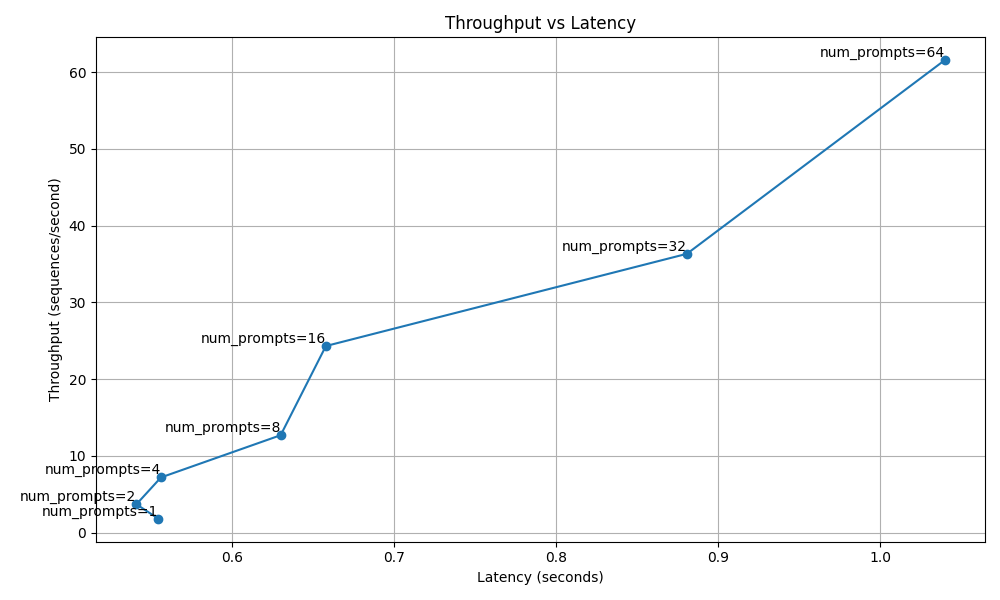 Throughput vs Latency
num_prompts=64
num_prompts=32
num_prompts=16
num_prompts=8
num_prompts=4
num_prompts=2
num_prompts=1
Throughput (sequences/second)
60
50
40
30
20
10
0
0.6 0.7 0.8 0.9 1.0
Latency (seconds)